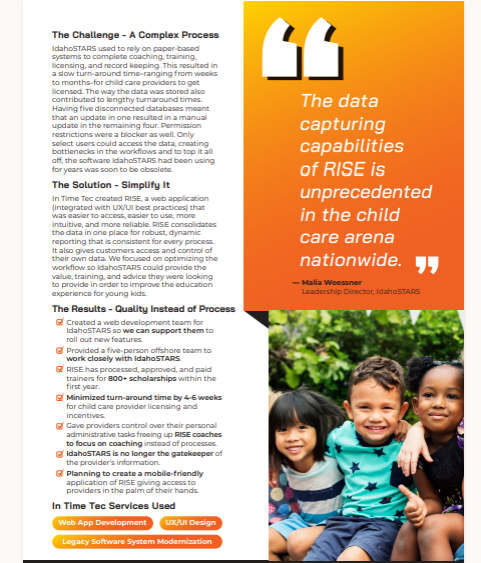 The Challenge - A Complex Process
IdahoSTARS used to rely on paper-based
systems to complete coaching, training,
licensing, and record keeping. This resulted in
a slow turn-around time–ranging from weeks
to months–for child care providers to get
licensed. The way the data was stored also
contributed to lengthy turnaround times.
Having five disconnected databases meant
that an update in one resulted in a manual
update in the remaining four. Permission
restrictions were a blocker as well. Only
select users could access the data, creating
bottlenecks in the workflows and to top it all
off, the software IdahoSTARS had been using
for years was soon to be obsolete.
The Solution - Simplify It
In Time Tec created RISE, a web application
(integrated with UX/UI best practices) that
was easier to access, easier to use, more
intuitive, and more reliable. RISE consolidates
the data in one place for robust, dynamic
reporting that is consistent for every process.
It also gives customers access and control of
their own data. We focused on optimizing the
workflow so IdahoSTARS could provide the
value, training, and advice they were looking
to provide in order to improve the education
experience for young kids.
The Results - Quality Instead of Process
Created a web development team for
IdahoSTARS so we can support them to
roll out new features.
Provided a five-person offshore team to
work closely with IdahoSTARS.
RISE has processed, approved, and paid
trainers for 800+ scholarships within the
first year.
Minimized turn-around time by 4-6 weeks
for child care provider licensing and
incentives.
Gave providers control over their personal
administrative tasks freeing up RISE coaches
to focus on coaching instead of processes.
IdahoSTARS is no longer the gatekeeper of
the provider's information.
Planning to create a mobile-friendly
application of RISE giving access to
providers in the palm of their hands.
In Time Tec Services Used
Web App Development
UX/UI Design
Legacy Software System Modernization
“
The data
capturing
capabilities
of RISE is
unprecedented
in the child
care arena
nationwide. ”
— Malia Woessner
Leadership Director, IdahoSTARS